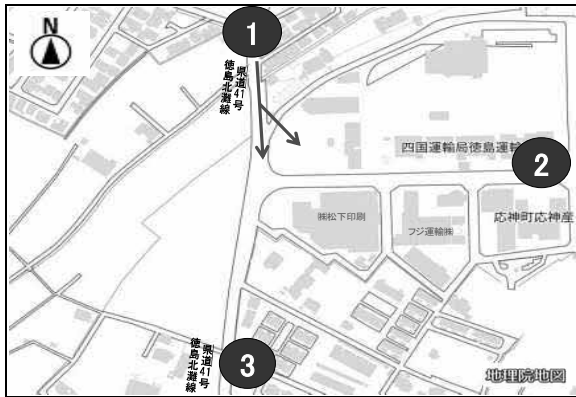 N
1
県道41号
徳島北灘線
四国運輸局徳島運輸
2
㈱松下印刷
フジ運輸㈱
応神町応神産
県道41号
徳島北灘線
3
地理院地図